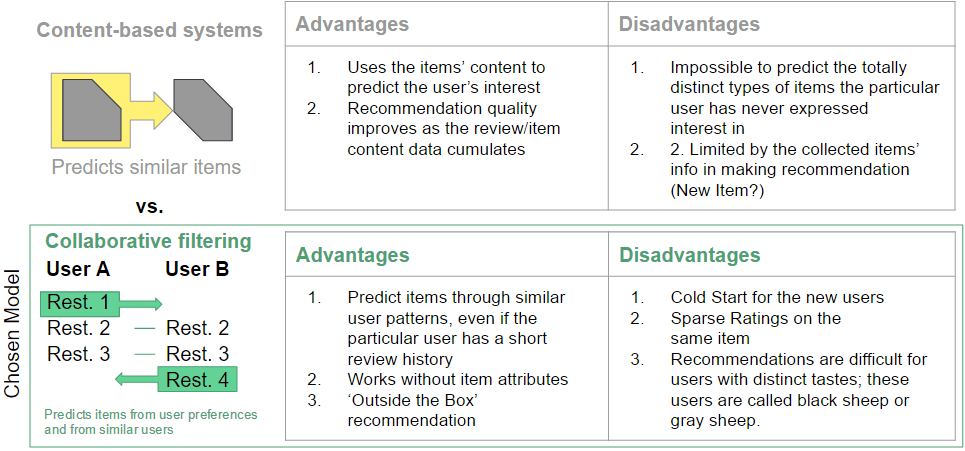 Content-based systems
Predicts similar items
Advantages
1. Uses the items’ content to
predict the user’s interest
2. Recommendation quality
improves as the review/item
content data cumulates
Disadvantages
1. Impossible to predict the totally
distinct types of items the particular
user has never expressed
interest in
2. 2. Limited by the collected items’
info in making recommendation
(New Item?)
vs.
Chosen Model
Collaborative filtering
User A User B
Rest. 1
Rest. 2 — Rest. 2
Rest. 3 — Rest. 3
Rest. 4
Predicts items from user preferences
and from similar users
Advantages
1. Predict items through similar
user patterns, even if the
particular user has a short
review history
2. Works without item attributes
3. ‘Outside the Box’
recommendation
Disadvantages
1. Cold Start for the new users
2. Sparse Ratings on the
same item
3. Recommendations are difficult for
users with distinct tastes; these
users are called black sheep or
gray sheep.